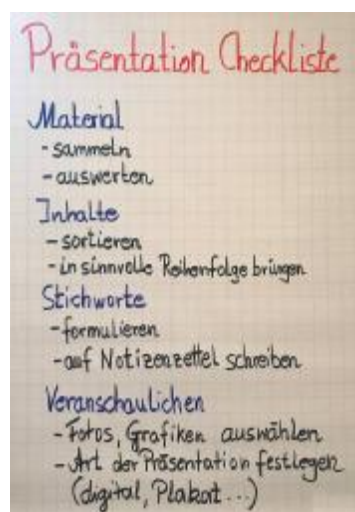 Präsentation Checkliste
Material
- sammeln
- auswerten
Inhalte
- sortieren
- in sinnvolle Reihenfolge bringen
Stichworte
- formulieren
- auf Notizenzettel schreiben
Veranschaulichen
- Fotos, Grafiken auswählen
- Art der Präsentation festlegen
(digital, Plakat...)